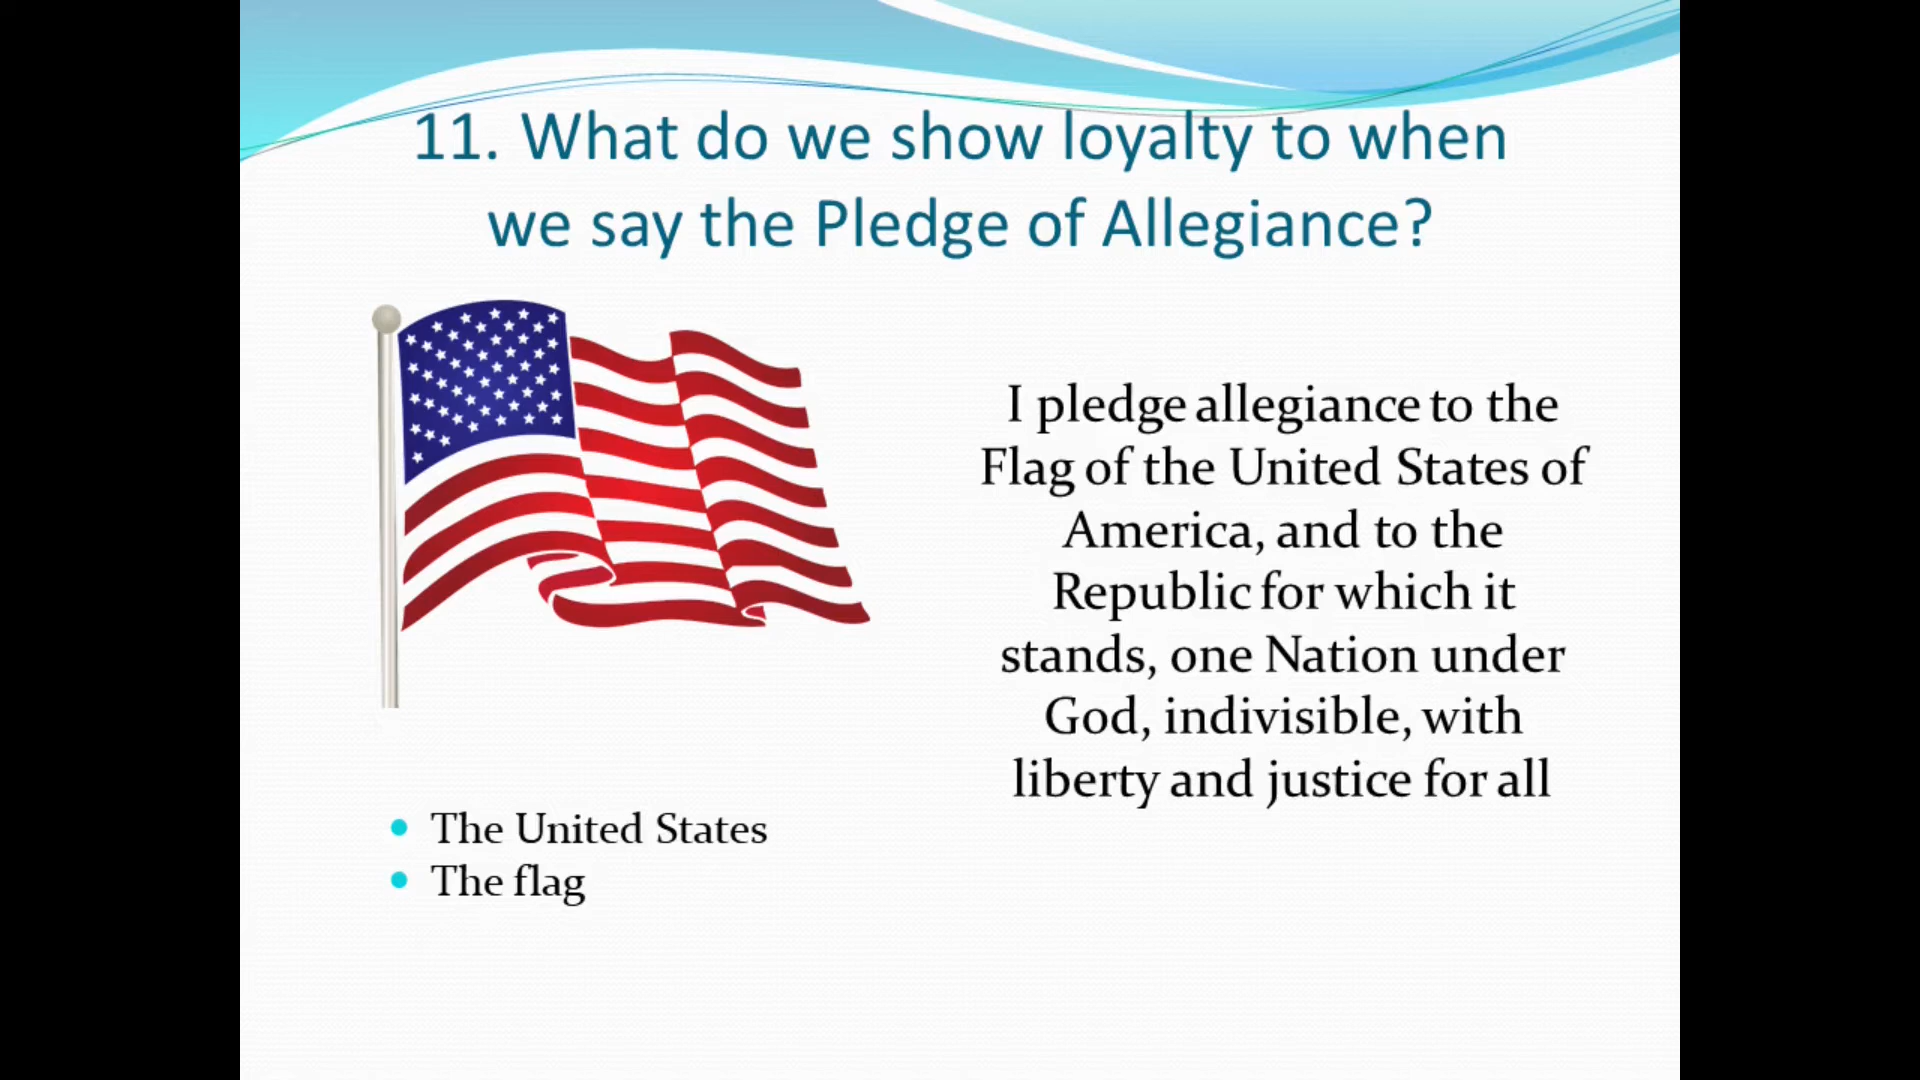 11. What do we show loyalty to when
we say the Pledge of Allegiance?
I pledge allegiance to the
Flag of the United States of
America, and to the
Republic for which it
stands, one Nation under
God, indivisible, with
liberty and justice for all
• The United States
• The flag